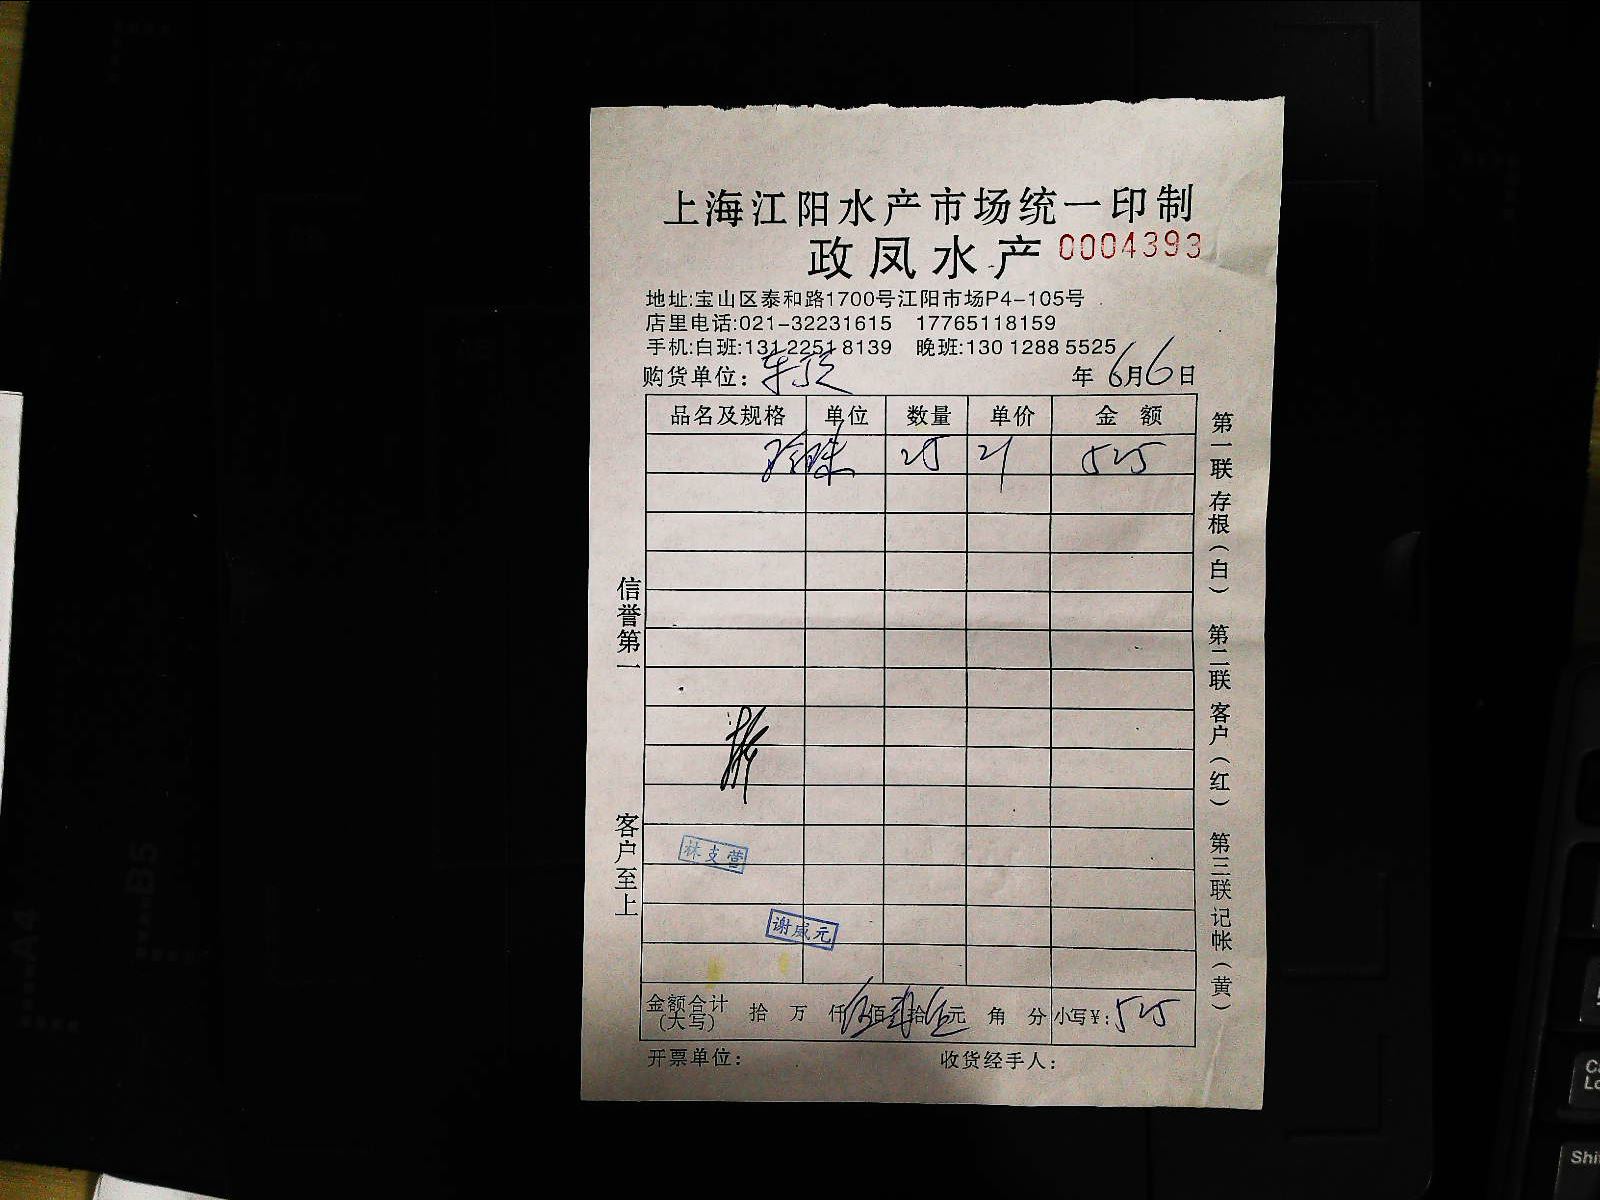 上海江阳水产市场统一印制
政凤水产 0004393
地址:宝山区泰和路1700号江阳市场P4-105号
店里电话:021-32231615 17765118159
手机:白班:131 2251 8139 晚班:130 1288 5525
购货单位: 年6月6日
品名及规格 单位 数量 单价 金额
珍珠 25 21 525
林支营
谢威元
金额合计(大写) 拾 万 仟伍佰贰拾伍元 角 分 小写¥:525
开票单位: 收货经手人:
信誉第一 客户至上
第一联 存根(白) 第二联 客户(红) 第三联 记帐(黄)